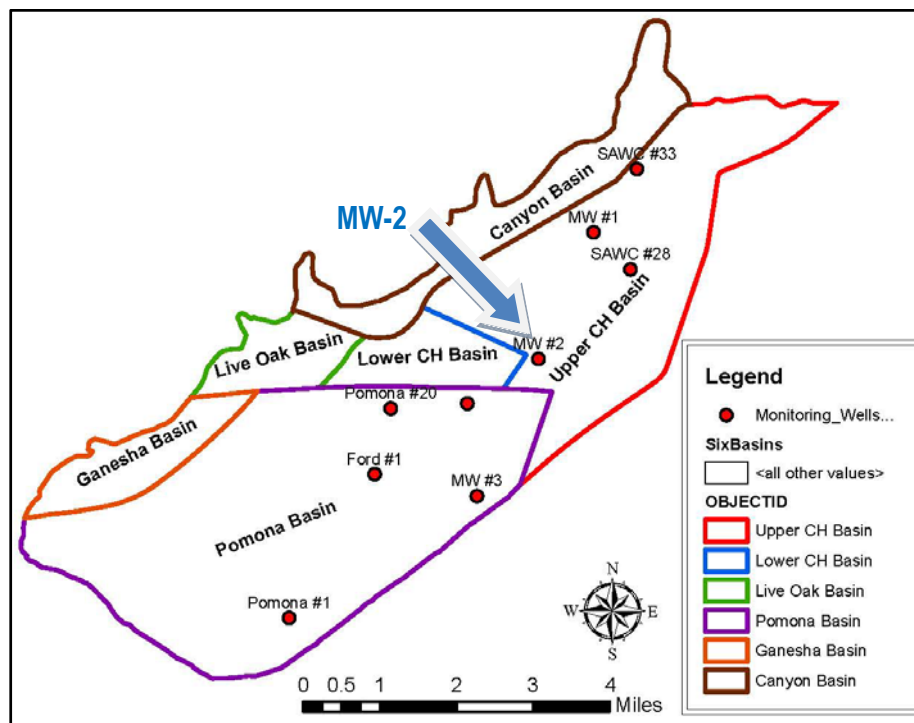 SAWC #33
Canyon Basin
MW-2
MW #1
SAWC #28
Upper CH Basin
MW #2
Live Oak Basin
Lower CH Basin
Pomona #20
Ganesha Basin
Ford #1
MW #3
Pomona Basin
Pomona #1
N
W E
S
0 0.5 1 2 3 4
Miles
Legend
Monitoring_Wells...
SixBasins
<all other values>
OBJECTID
Upper CH Basin
Lower CH Basin
Live Oak Basin
Pomona Basin
Ganesha Basin
Canyon Basin